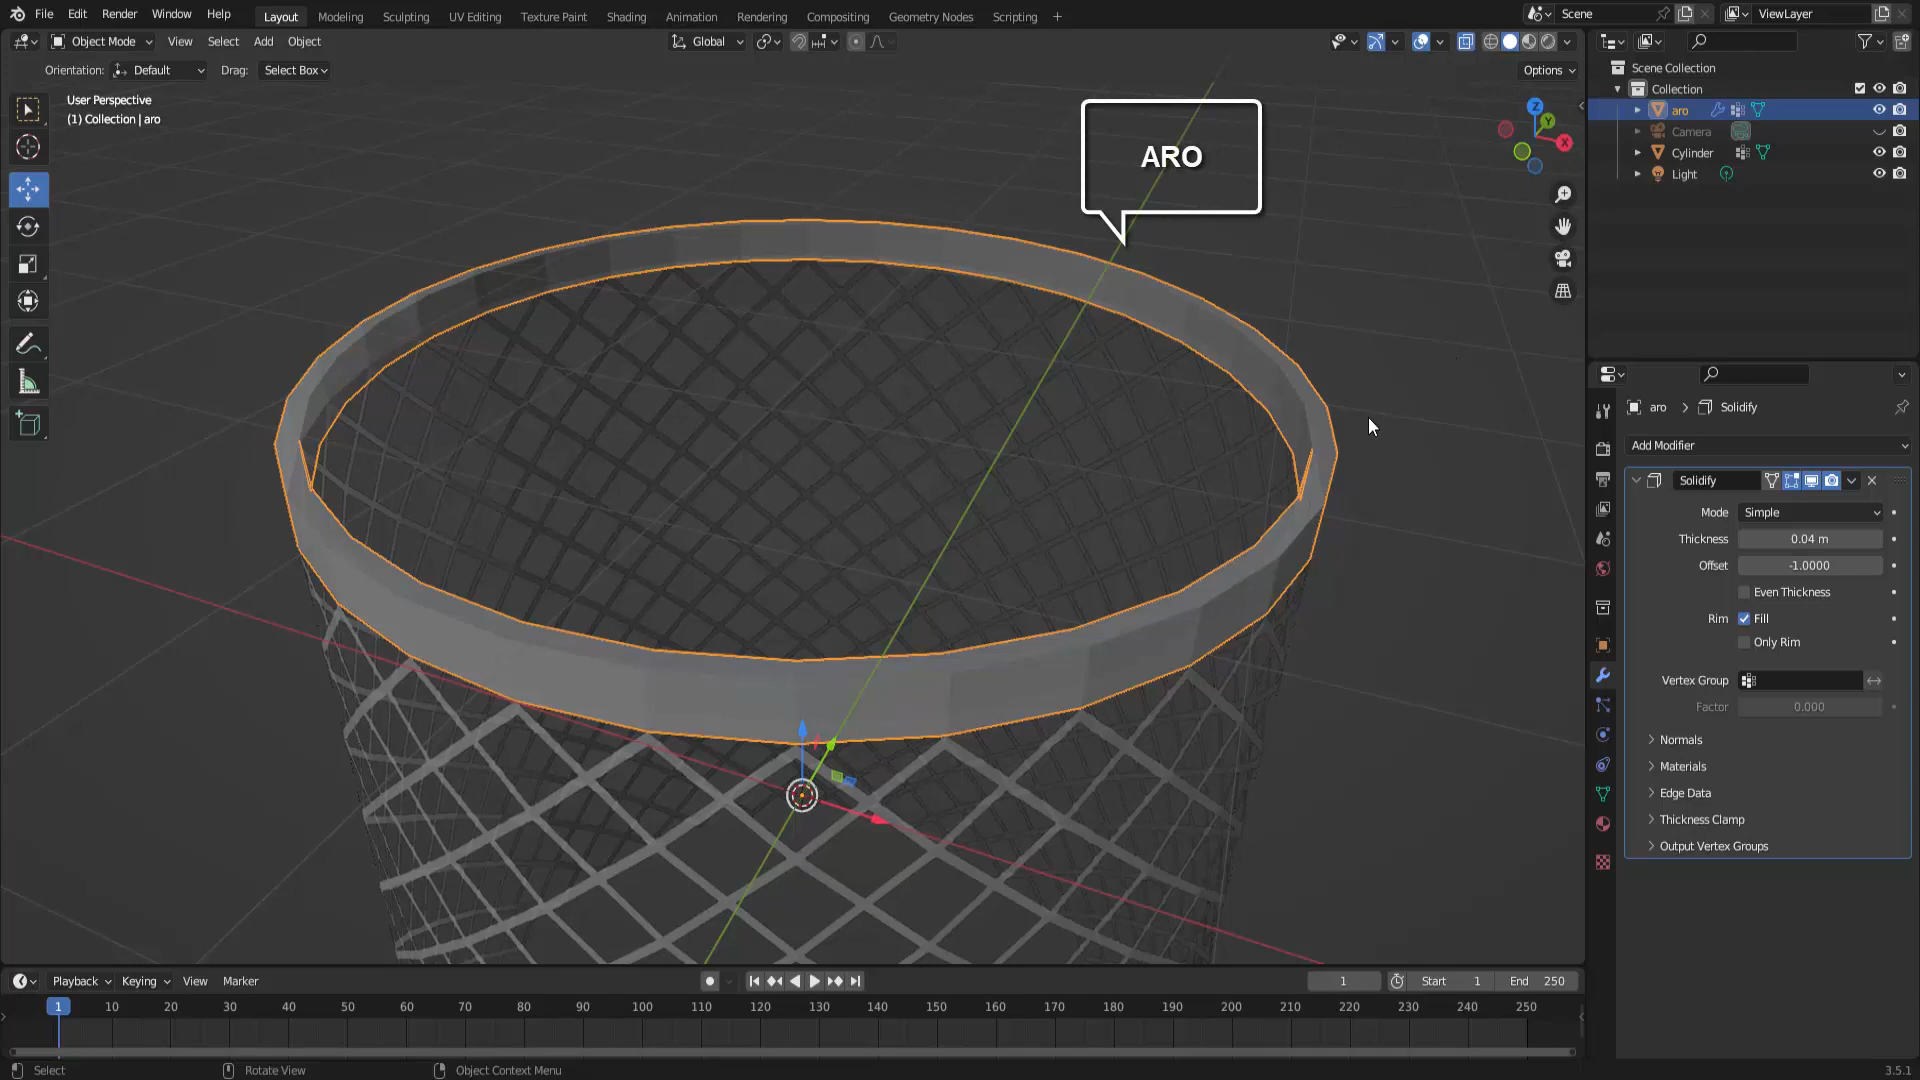 File Edit Render Window Help Layout Modeling Sculpting UV Editing Texture Paint Shading Animation Rendering Compositing Geometry Nodes Scripting + Scene ViewLayer
Object Mode View Select Add Object Global
Orientation: Default Drag: Select Box Options
User Perspective
(1) Collection | aro
ARO
Z
Y
X
Scene Collection
Collection
aro
Camera
Cylinder
Light
aro > Solidify
Add Modifier
Solidify
Mode Simple
Thickness 0.04 m
Offset -1.0000
Even Thickness
Rim Fill
Only Rim
Vertex Group
Factor 0.000
Normals
Materials
Edge Data
Thickness Clamp
Output Vertex Groups
Playback Keying View Marker 1 Start 1 End 250
1 10 20 30 40 50 60 70 80 90 100 110 120 130 140 150 160 170 180 190 200 210 220 230 240 250
Select Rotate View Object Context Menu 3.5.1